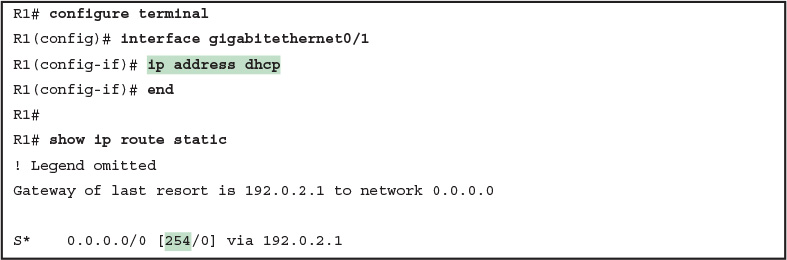 R1# configure terminal
R1(config)# interface gigabitethernet0/1
R1(config-if)# ip address dhcp
R1(config-if)# end
R1#
R1# show ip route static
! Legend omitted
Gateway of last resort is 192.0.2.1 to network 0.0.0.0
S*    0.0.0.0/0 [254/0] via 192.0.2.1